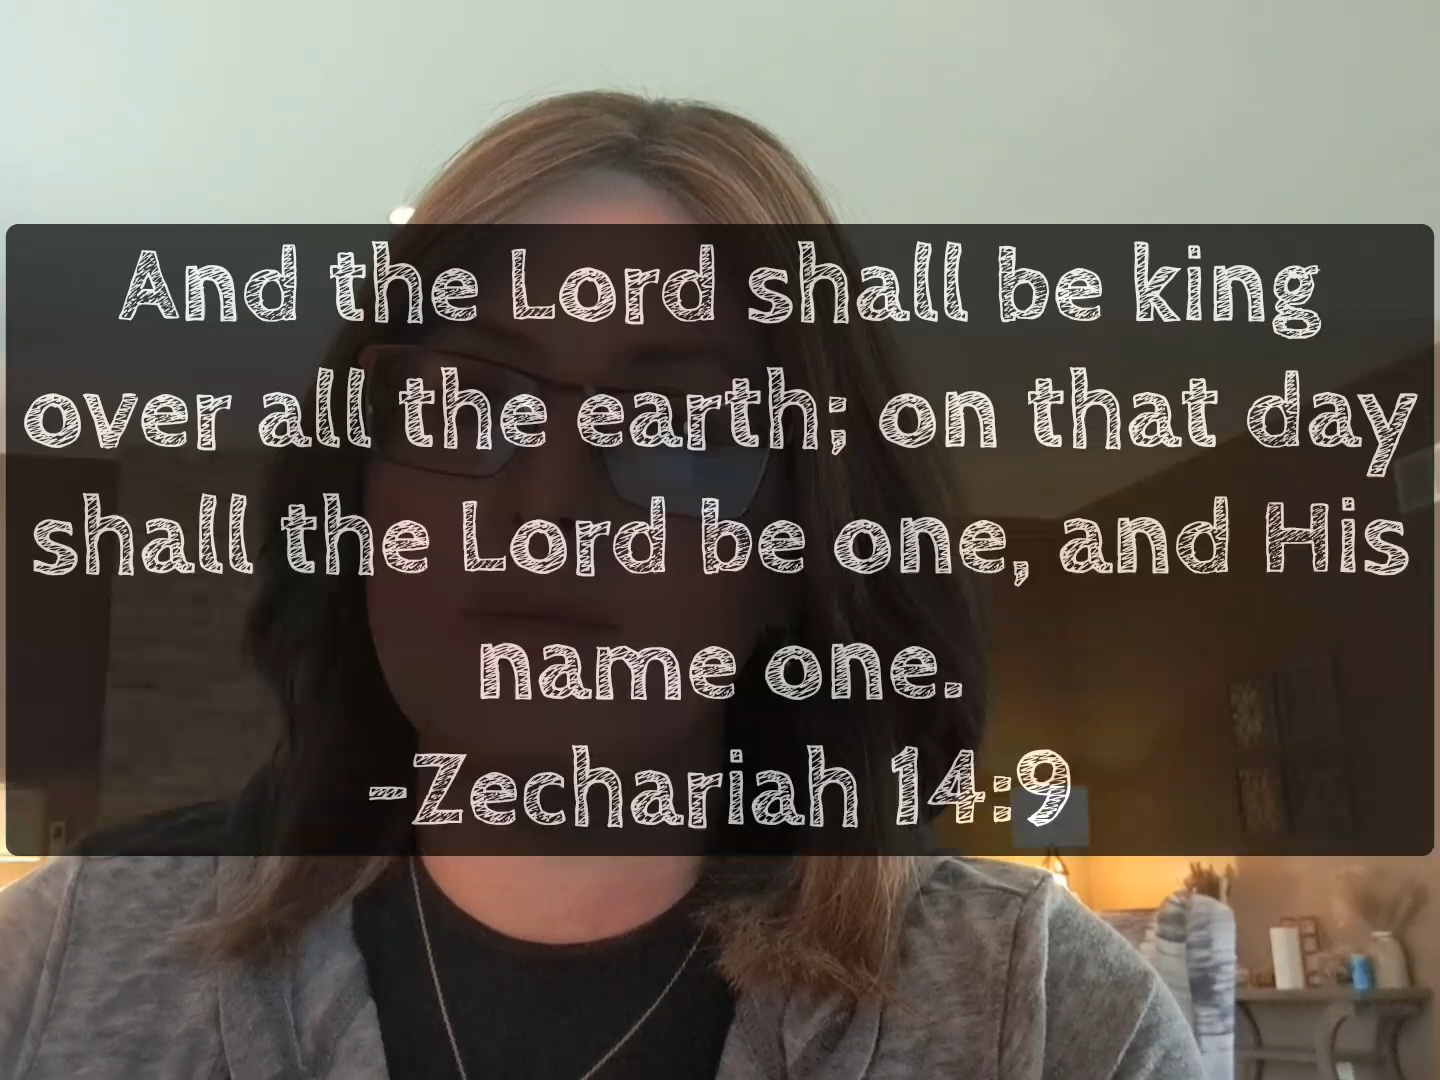 And the Lord shall be king
over all the earth; on that day
shall the Lord be one, and His
name one.
-Zechariah 14:9